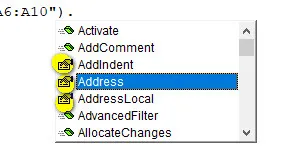 A6:A10").
Activate
AddComment
AddIndent
Address
AddressLocal
AdvancedFilter
AllocateChanges